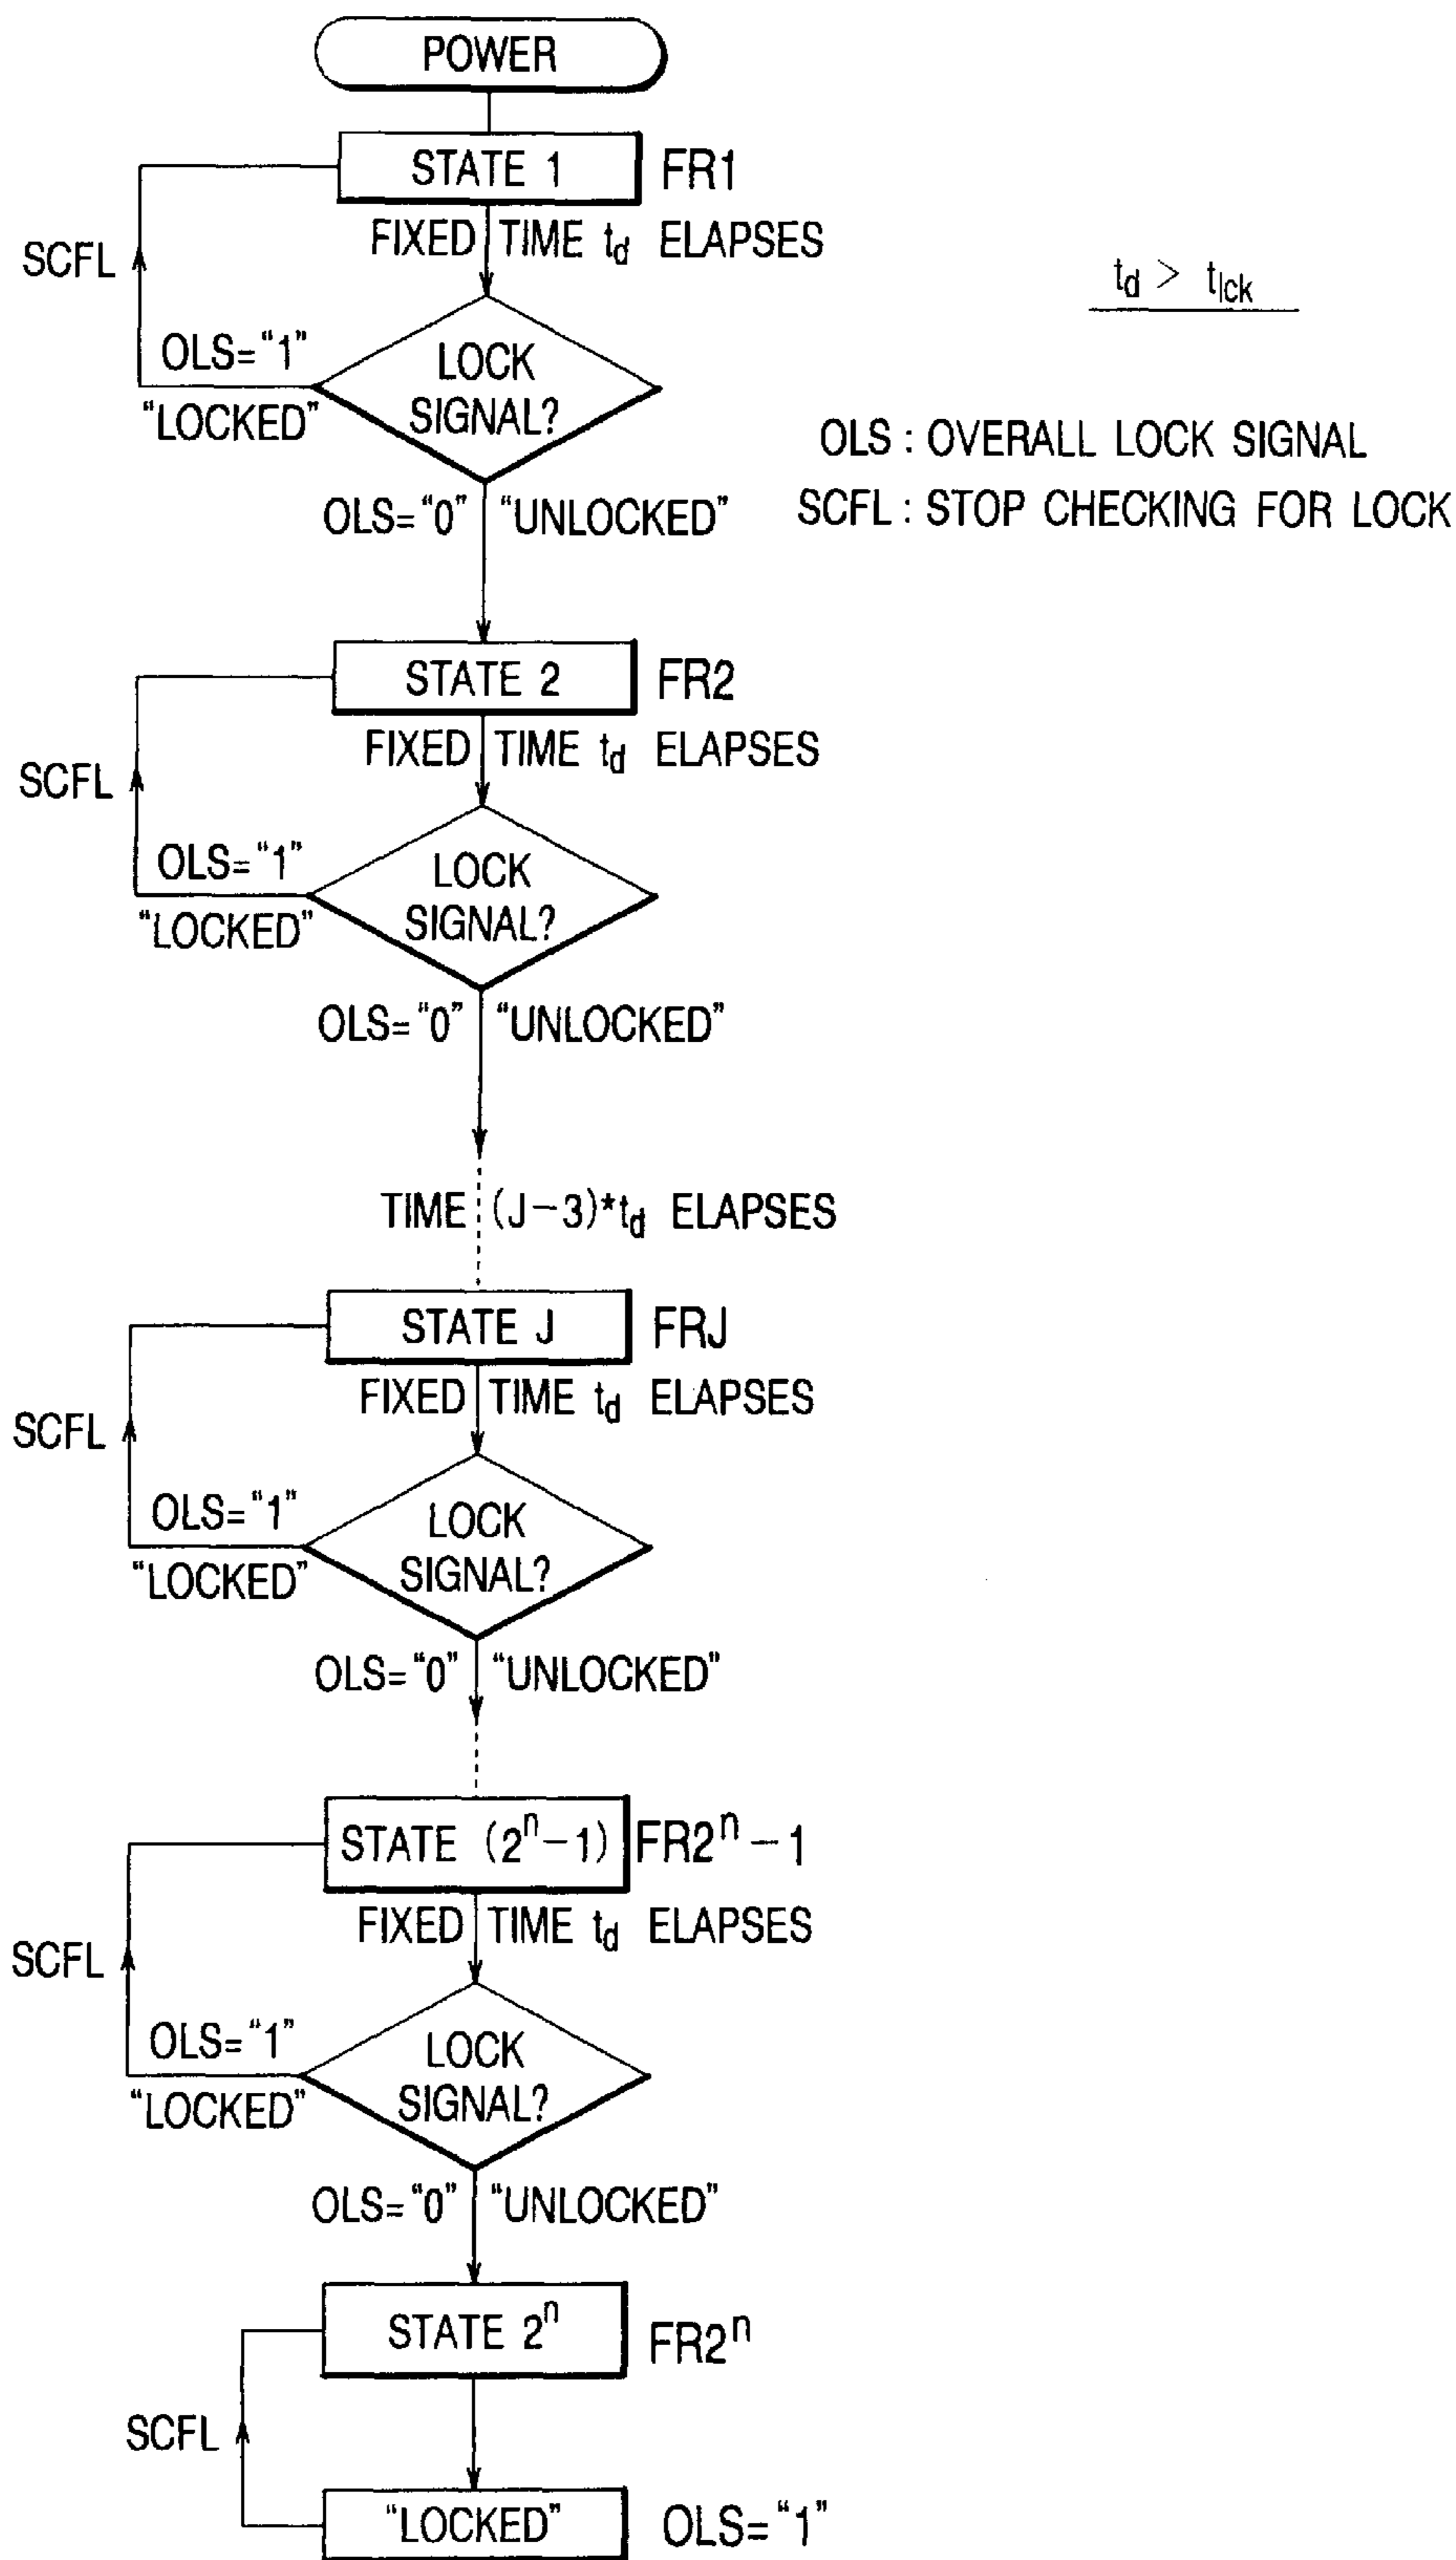 POWER
STATE 1 FR1
FIXED TIME td ELAPSES
SCFL
td > tlck
OLS="1"
"LOCKED"
LOCK
SIGNAL?
OLS : OVERALL LOCK SIGNAL
SCFL : STOP CHECKING FOR LOCK
OLS="0" "UNLOCKED"
STATE 2 FR2
FIXED TIME td ELAPSES
SCFL
OLS="1"
"LOCKED"
LOCK
SIGNAL?
OLS="0" "UNLOCKED"
TIME (J-3)*td ELAPSES
STATE J FRJ
FIXED TIME td ELAPSES
SCFL
OLS="1"
"LOCKED"
LOCK
SIGNAL?
OLS="0" "UNLOCKED"
STATE (2ⁿ-1) FR2ⁿ-1
FIXED TIME td ELAPSES
SCFL
OLS="1"
"LOCKED"
LOCK
SIGNAL?
OLS="0" "UNLOCKED"
STATE 2ⁿ FR2ⁿ
SCFL
"LOCKED" OLS="1"